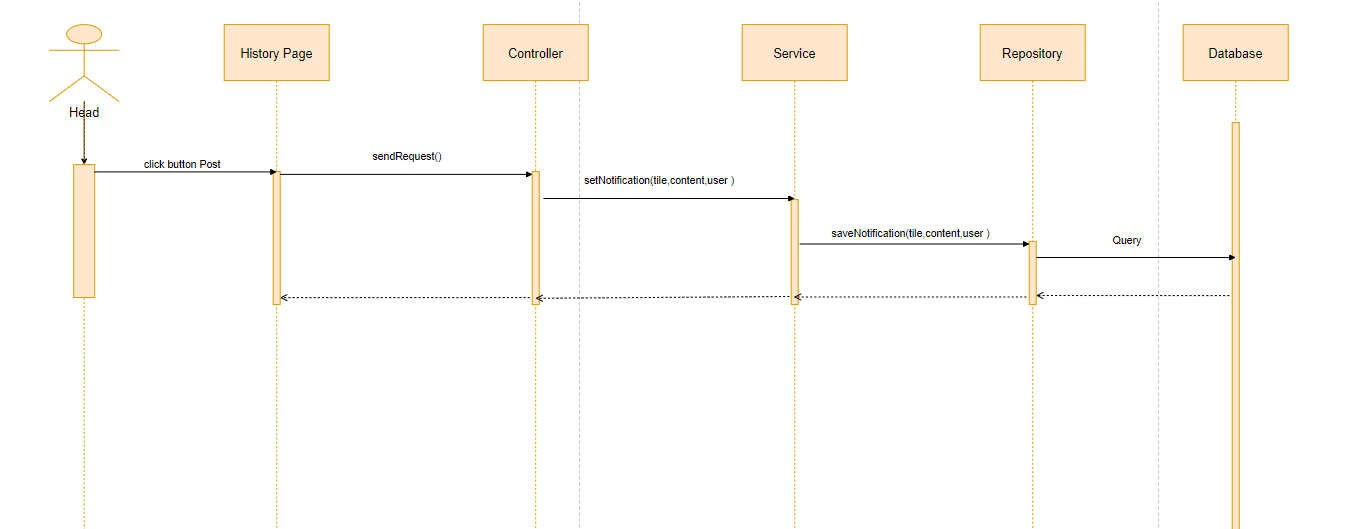 Head
History Page
Controller
Service
Repository
Database
click button Post
sendRequest()
setNotification(tile,content,user )
saveNotification(tile,content,user )
Query